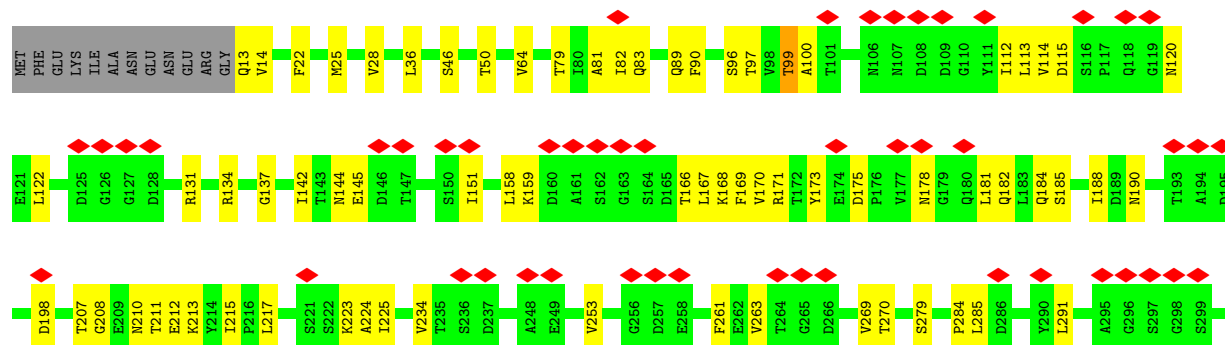 MET PHE GLU LYS ILE ALA ASN ASN GLU ASN GLU ARG GLY Q13 V14 F22 M25 V28 L36 S46 T50 V64 T79 I80 A81 I82 Q83 Q89 F90 S96 T97 V98 T99 A100 T101 N106 N107 D108 D109 G110 Y111 I112 L113 V114 D115 S116 P117 Q118 G119 N120
E121 L122 D125 G126 G127 D128 R131 R134 G137 I142 T143 N144 E145 D146 T147 S150 I151 L158 K159 D160 A161 S162 G163 S164 D165 T166 L167 K168 F169 V170 R171 T172 Y173 E174 D175 P176 V177 N178 G179 Q180 L181 Q182 L183 Q184 S185 I188 D189 N190 T193 A194 D195
D198 T207 G208 E209 N210 T211 E212 K213 Y214 I215 P216 L217 S221 S222 K223 A224 I225 V234 T235 S236 D237 A248 E249 V253 G256 D257 E258 F261 E262 V263 T264 G265 D266 V269 T270 S279 P284 L285 D286 Y290 L291 A295 G296 S297 G298 S299